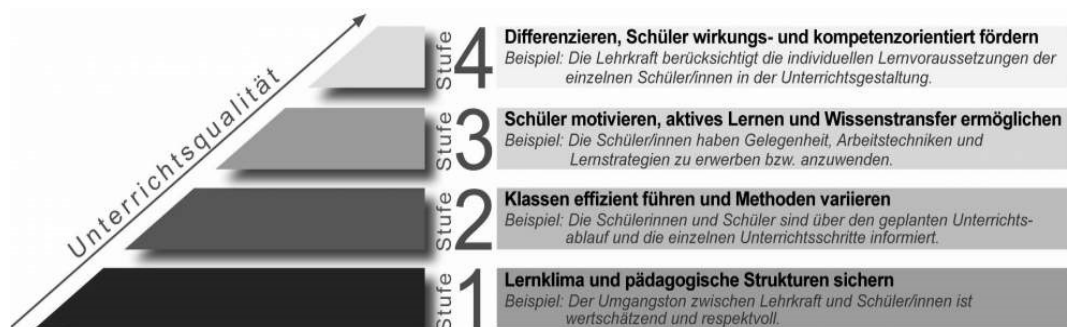 Unterrichtsqualität
Stufe 4
Differenzieren, Schüler wirkungs- und kompetenzorientiert fördern
Beispiel: Die Lehrkraft berücksichtigt die individuellen Lernvoraussetzungen der
einzelnen Schüler/innen in der Unterrichtsgestaltung.
Stufe 3
Schüler motivieren, aktives Lernen und Wissenstransfer ermöglichen
Beispiel: Die Schüler/innen haben Gelegenheit, Arbeitstechniken und
Lernstrategien zu erwerben bzw. anzuwenden.
Stufe 2
Klassen effizient führen und Methoden variieren
Beispiel: Die Schülerinnen und Schüler sind über den geplanten Unterrichts-
ablauf und die einzelnen Unterrichtsschritte informiert.
Stufe 1
Lernklima und pädagogische Strukturen sichern
Beispiel: Der Umgangston zwischen Lehrkraft und Schüler/innen ist
wertschätzend und respektvoll.